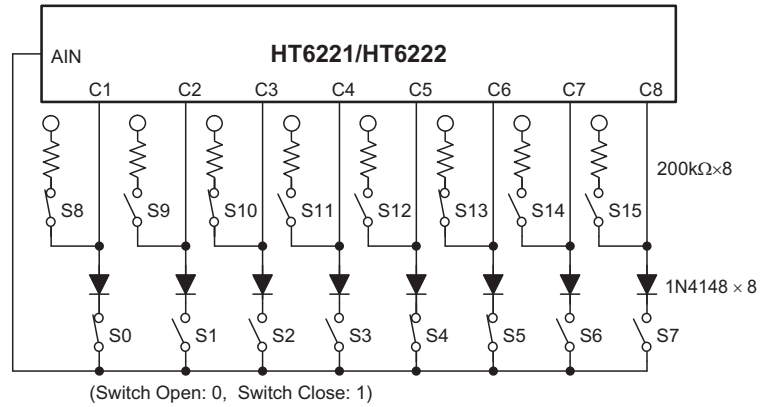 HT6221/HT6222
AIN
C1 C2 C3 C4 C5 C6 C7 C8
200kΩ×8
S8 S9 S10 S11 S12 S13 S14 S15
1N4148 × 8
S0 S1 S2 S3 S4 S5 S6 S7
(Switch Open: 0, Switch Close: 1)